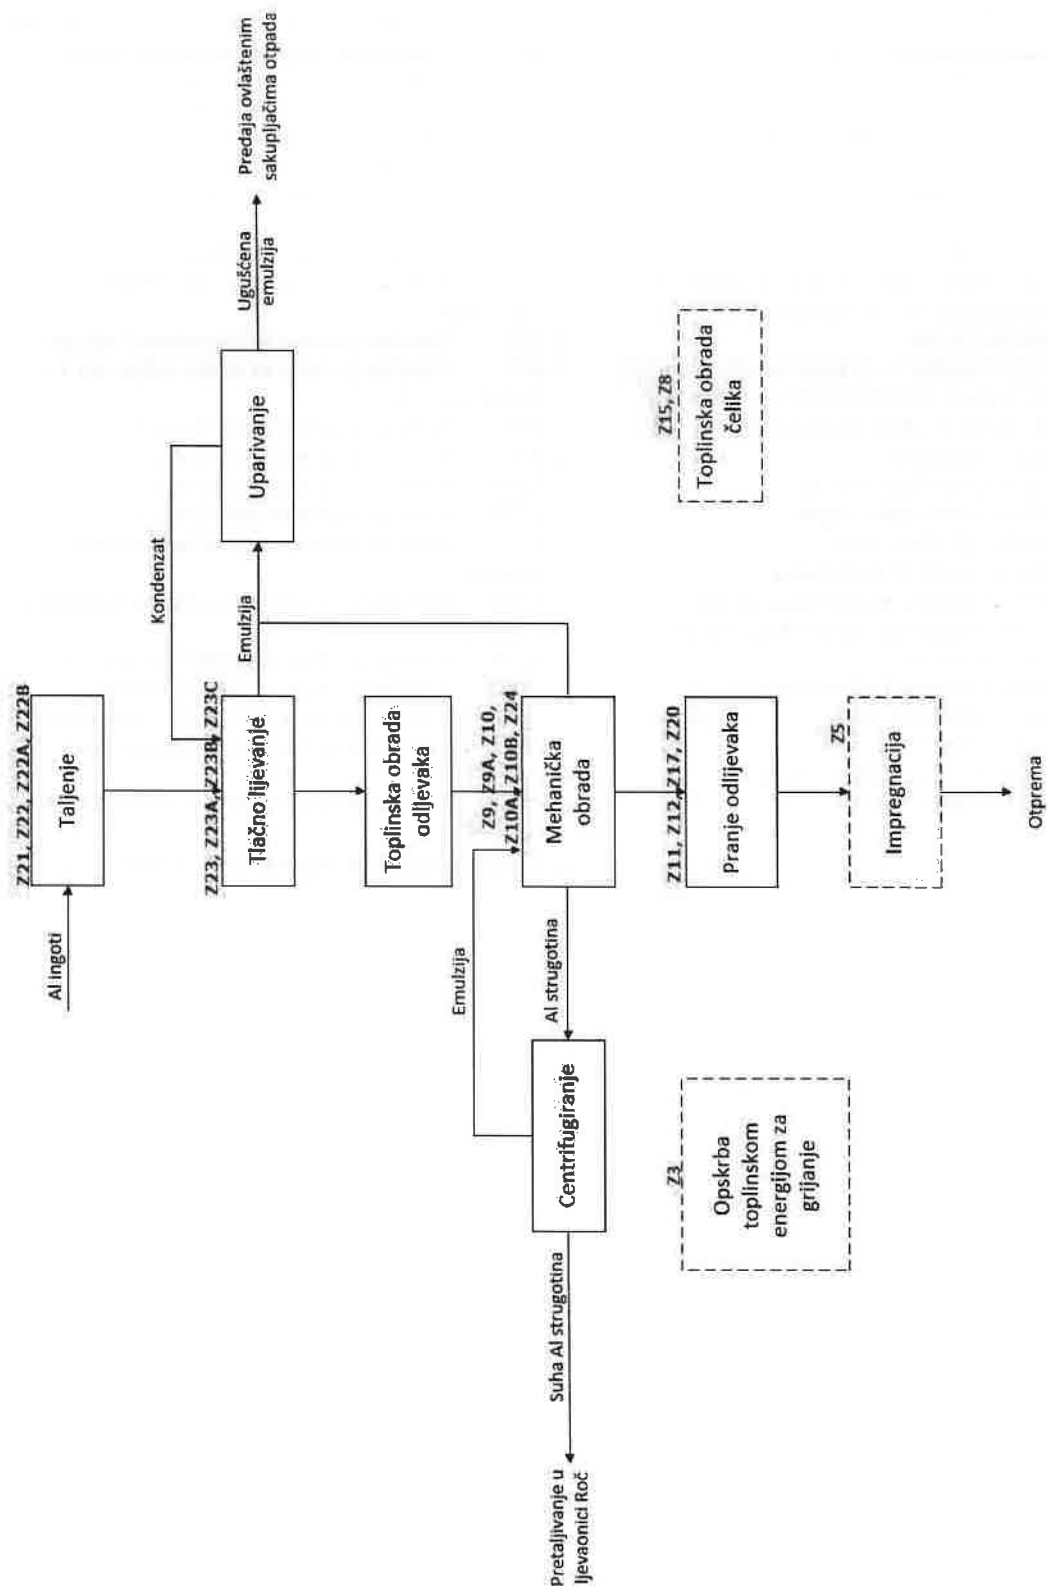 Al ingoti
Z21, Z22, Z22A, Z22B
Taljenje
Kondenzat
Z23, Z23A, Z23B, Z23C
Tlačno lijevanje
Emulzija
Uparivanje
Ugušćena
emulzija
Predaja ovlaštenim
sakupljačima otpada
Toplinska obrada
odljevaka
Emulzija
Z9, Z9A, Z10,
Z10A, Z10B, Z24
Mehanička
obrada
Al strugotina
Centrifugiranje
Suha Al strugotina
Pretaljivanje u
ljevaonici Roč
Z11, Z12, Z17, Z20
Pranje odlijevaka
Z15, Z8
Toplinska obrada
čelika
Z3
Opskrba
toplinskom
energijom za
grijanje
Z5
Impregnacija
Otprema